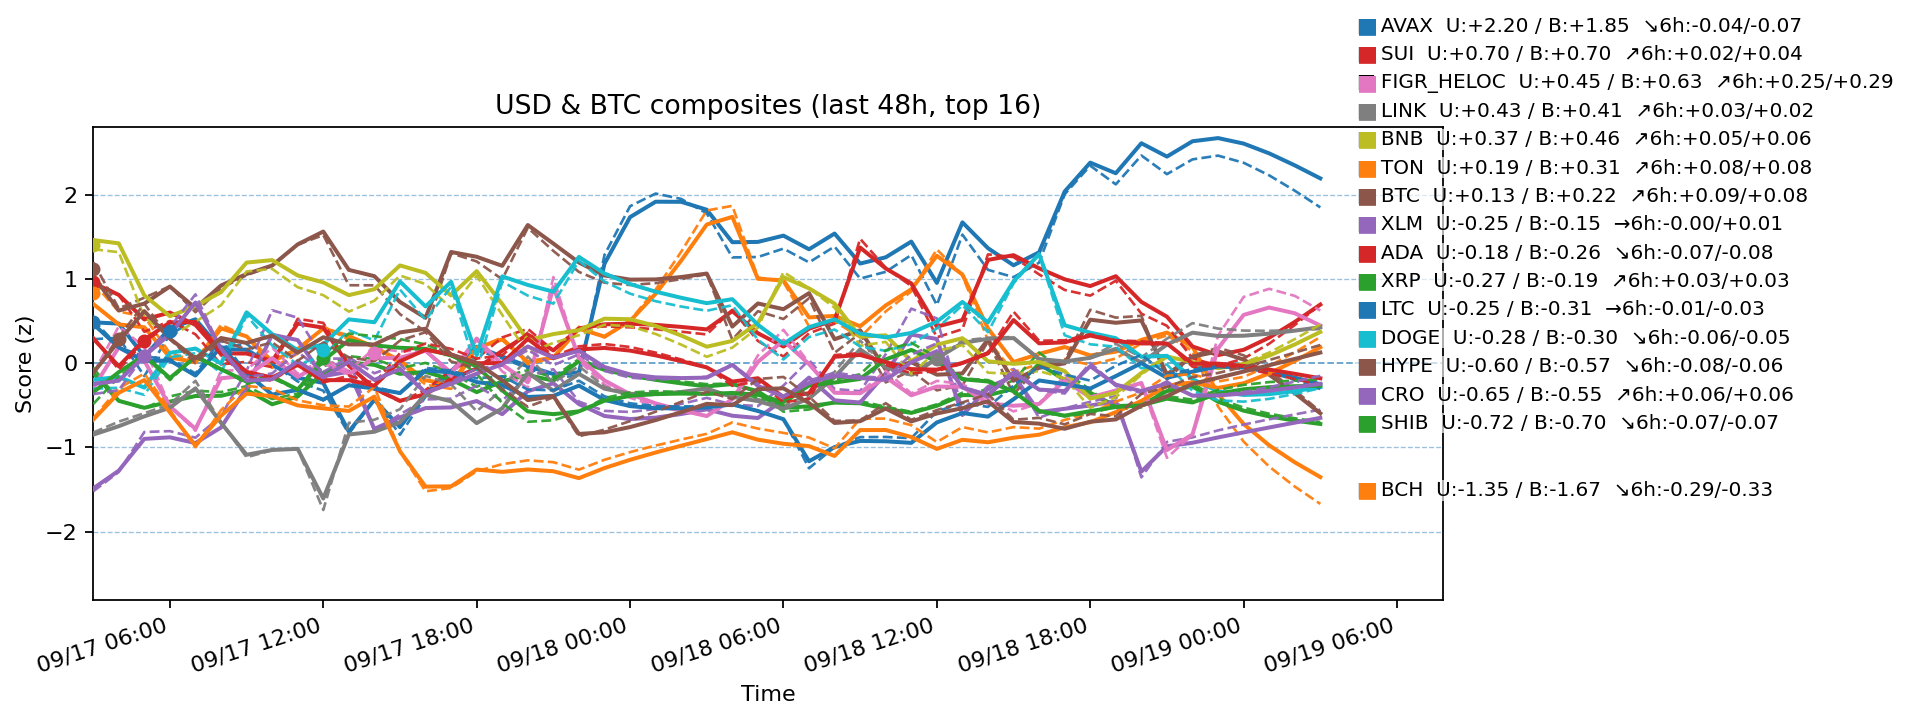 AVAX U:+2.20 / B:+1.85 ↘6h:-0.04/-0.07
SUI U:+0.70 / B:+0.70 ↗6h:+0.02/+0.04
FIGR_HELOC U:+0.45 / B:+0.63 ↗6h:+0.25/+0.29
USD & BTC composites (last 48h, top 16)
LINK U:+0.43 / B:+0.41 ↗6h:+0.03/+0.02
BNB U:+0.37 / B:+0.46 ↗6h:+0.05/+0.06
TON U:+0.19 / B:+0.31 ↗6h:+0.08/+0.08
BTC U:+0.13 / B:+0.22 ↗6h:+0.09/+0.08
XLM U:-0.25 / B:-0.15 →6h:-0.00/+0.01
ADA U:-0.18 / B:-0.26 ↘6h:-0.07/-0.08
XRP U:-0.27 / B:-0.19 ↗6h:+0.03/+0.03
LTC U:-0.25 / B:-0.31 →6h:-0.01/-0.03
DOGE U:-0.28 / B:-0.30 ↘6h:-0.06/-0.05
HYPE U:-0.60 / B:-0.57 ↘6h:-0.08/-0.06
CRO U:-0.65 / B:-0.55 ↗6h:+0.06/+0.06
SHIB U:-0.72 / B:-0.70 ↘6h:-0.07/-0.07
BCH U:-1.35 / B:-1.67 ↘6h:-0.29/-0.33
Score (z)
2
1
0
−1
−2
09/17 06:00
09/17 12:00
09/17 18:00
09/18 00:00
09/18 06:00
09/18 12:00
09/18 18:00
09/19 00:00
09/19 06:00
Time